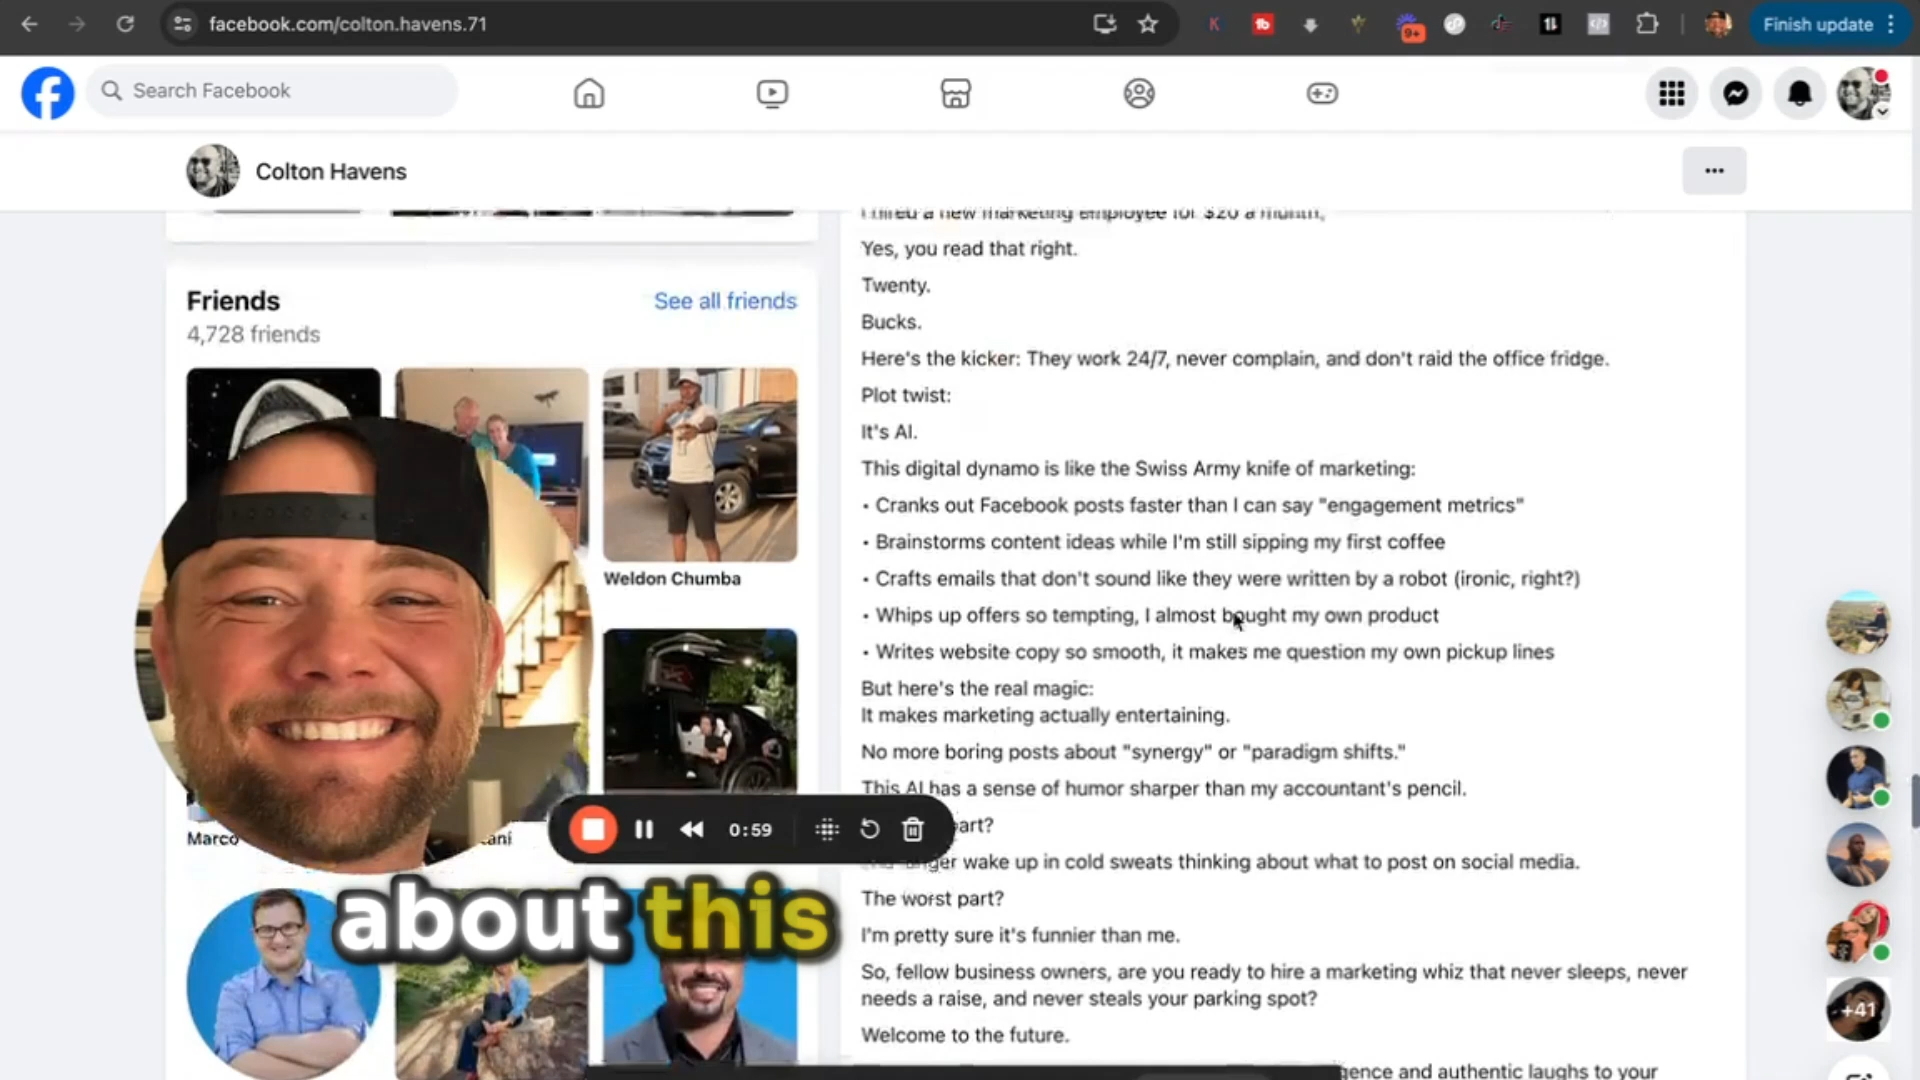 facebook.com/colton.havens.71
9+
Finish update
Search Facebook
Colton Havens
Friends
See all friends
4,728 friends
Weldon Chumba
Marco
ani
0:59
about this
I hired a new marketing employee for $20 a month,
Yes, you read that right.
Twenty.
Bucks.
Here's the kicker: They work 24/7, never complain, and don't raid the office fridge.
Plot twist:
It's AI.
This digital dynamo is like the Swiss Army knife of marketing:
• Cranks out Facebook posts faster than I can say "engagement metrics"
• Brainstorms content ideas while I'm still sipping my first coffee
• Crafts emails that don't sound like they were written by a robot (ironic, right?)
• Whips up offers so tempting, I almost bought my own product
• Writes website copy so smooth, it makes me question my own pickup lines
But here's the real magic:
It makes marketing actually entertaining.
No more boring posts about "synergy" or "paradigm shifts."
This AI has a sense of humor sharper than my accountant's pencil.
art?
wake up in cold sweats thinking about what to post on social media.
The worst part?
I'm pretty sure it's funnier than me.
So, fellow business owners, are you ready to hire a marketing whiz that never sleeps, never
needs a raise, and never steals your parking spot?
Welcome to the future.
and authentic laughs to your
+41